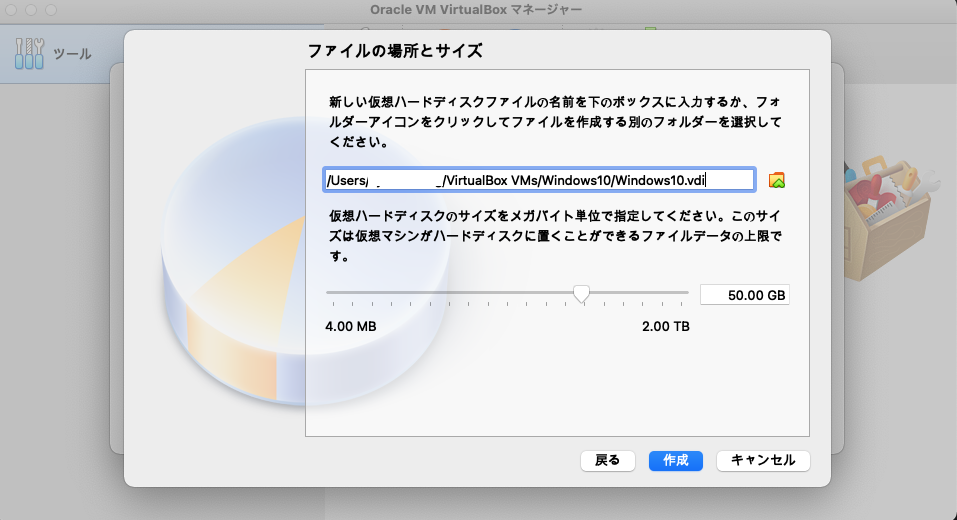 Oracle VM VirtualBox マネージャー
ツール
ファイルの場所とサイズ
新しい仮想ハードディスクファイルの名前を下のボックスに入力するか、フォ
ルダーアイコンをクリックしてファイルを作成する別のフォルダーを選択して
ください。
/Users/ _/VirtualBox VMs/Windows10/Windows10.vdi
仮想ハードディスクのサイズをメガバイト単位で指定してください。このサイ
ズは仮想マシンがハードディスクに置くことができるファイルデータの上限で
す。
50.00 GB
4.00 MB 2.00 TB
戻る 作成 キャンセル